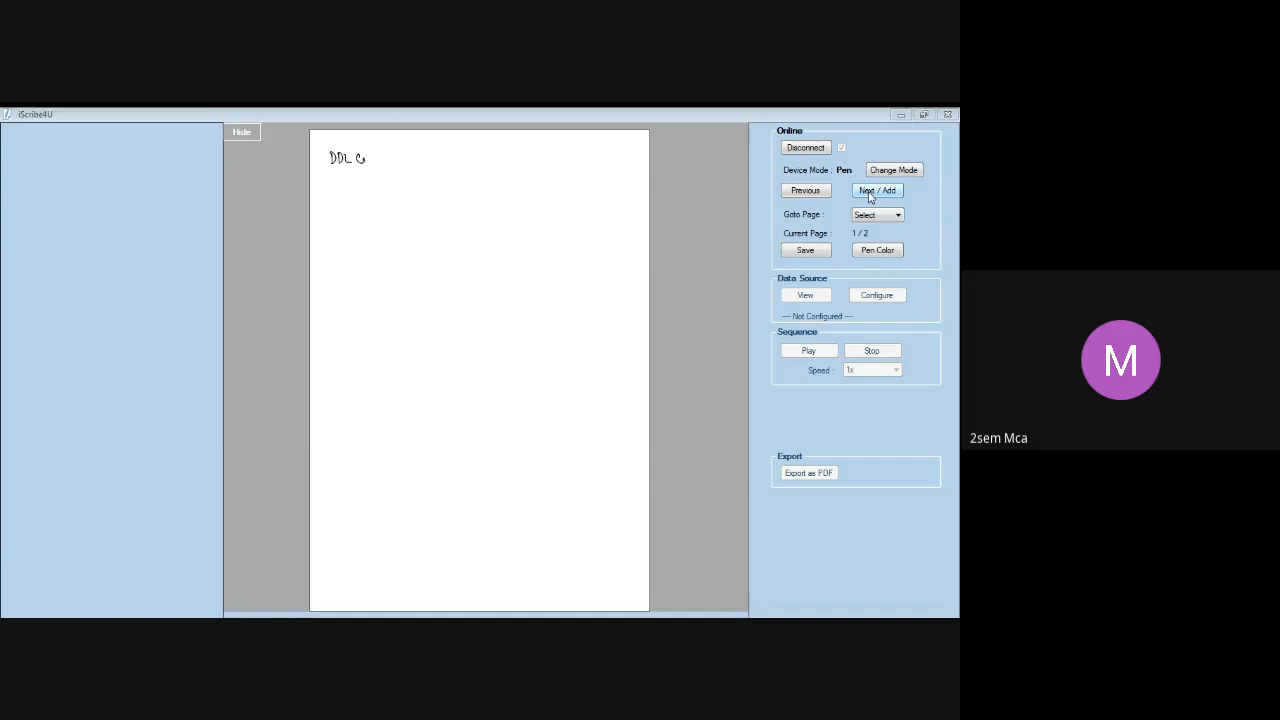 iScribe4U
Hide
DDL C
Online
Disconnect
Device Mode : Pen
Change Mode
Previous
Next / Add
Goto Page :
Select
Current Page :
1 / 2
Save
Pen Color
Data Source
View
Configure
--- Not Configured ---
Sequence
Play
Stop
Speed :
1x
Export
Export as PDF
M
2sem Mca